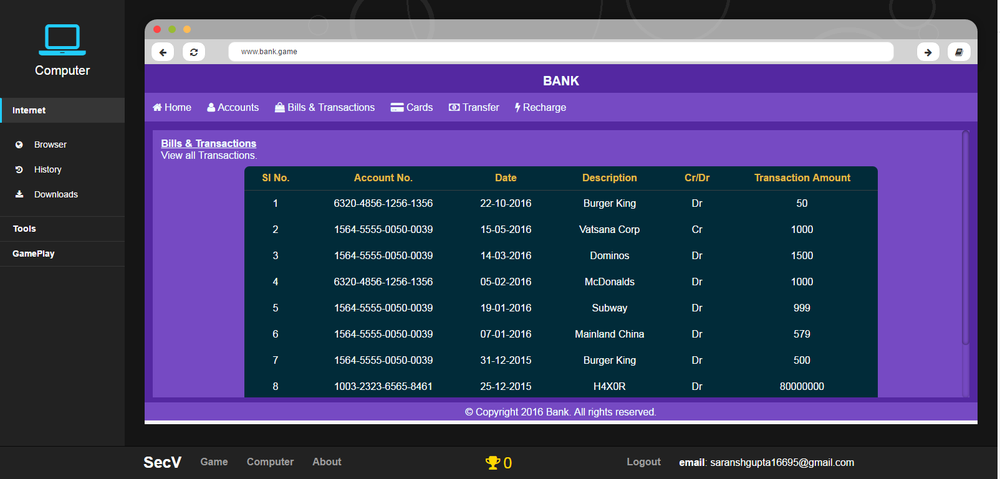 Computer
Internet
Browser
History
Downloads
Tools
GamePlay
www.bank.game
BANK
Home Accounts Bills & Transactions Cards Transfer Recharge
Bills & Transactions
View all Transactions.
Sl No. Account No. Date Description Cr/Dr Transaction Amount
1 6320-4856-1256-1356 22-10-2016 Burger King Dr 50
2 1564-5555-0050-0039 15-05-2016 Vatsana Corp Cr 1000
3 1564-5555-0050-0039 14-03-2016 Dominos Dr 1500
4 6320-4856-1256-1356 05-02-2016 McDonalds Dr 1000
5 1564-5555-0050-0039 19-01-2016 Subway Dr 999
6 1564-5555-0050-0039 07-01-2016 Mainland China Dr 579
7 1564-5555-0050-0039 31-12-2015 Burger King Dr 500
8 1003-2323-6565-8461 25-12-2015 H4X0R Dr 80000000
© Copyright 2016 Bank. All rights reserved.
SecV Game Computer About 0 Logout email: saranshgupta16695@gmail.com